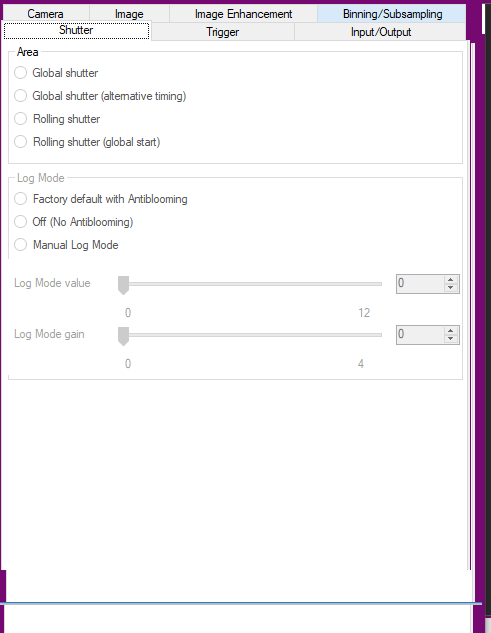 Camera Image Image Enhancement Binning/Subsampling
Shutter Trigger Input/Output
Area
Global shutter
Global shutter (alternative timing)
Rolling shutter
Rolling shutter (global start)
Log Mode
Factory default with Antiblooming
Off (No Antiblooming)
Manual Log Mode
Log Mode value 0
0 12
Log Mode gain 0
0 4